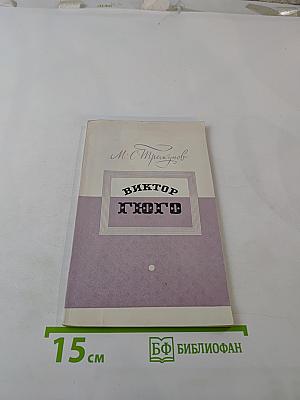 М. С. Трескунов
ВИКТОР
ГЮГО
15 см
БФ БИБЛИОФАН